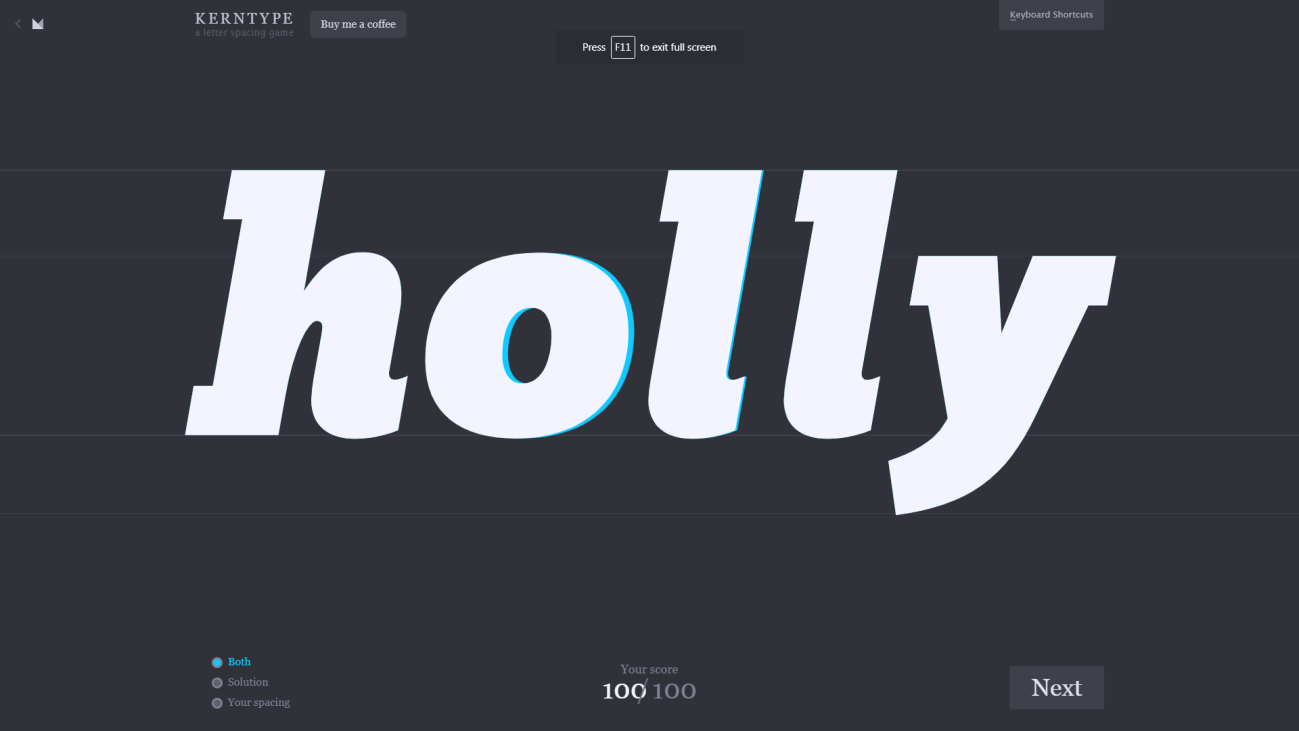 KERNTYPE
a letter spacing game
Buy me a coffee
Keyboard Shortcuts
Press F11 to exit full screen
holly
Both
Solution
Your spacing
Your score
100/100
Next